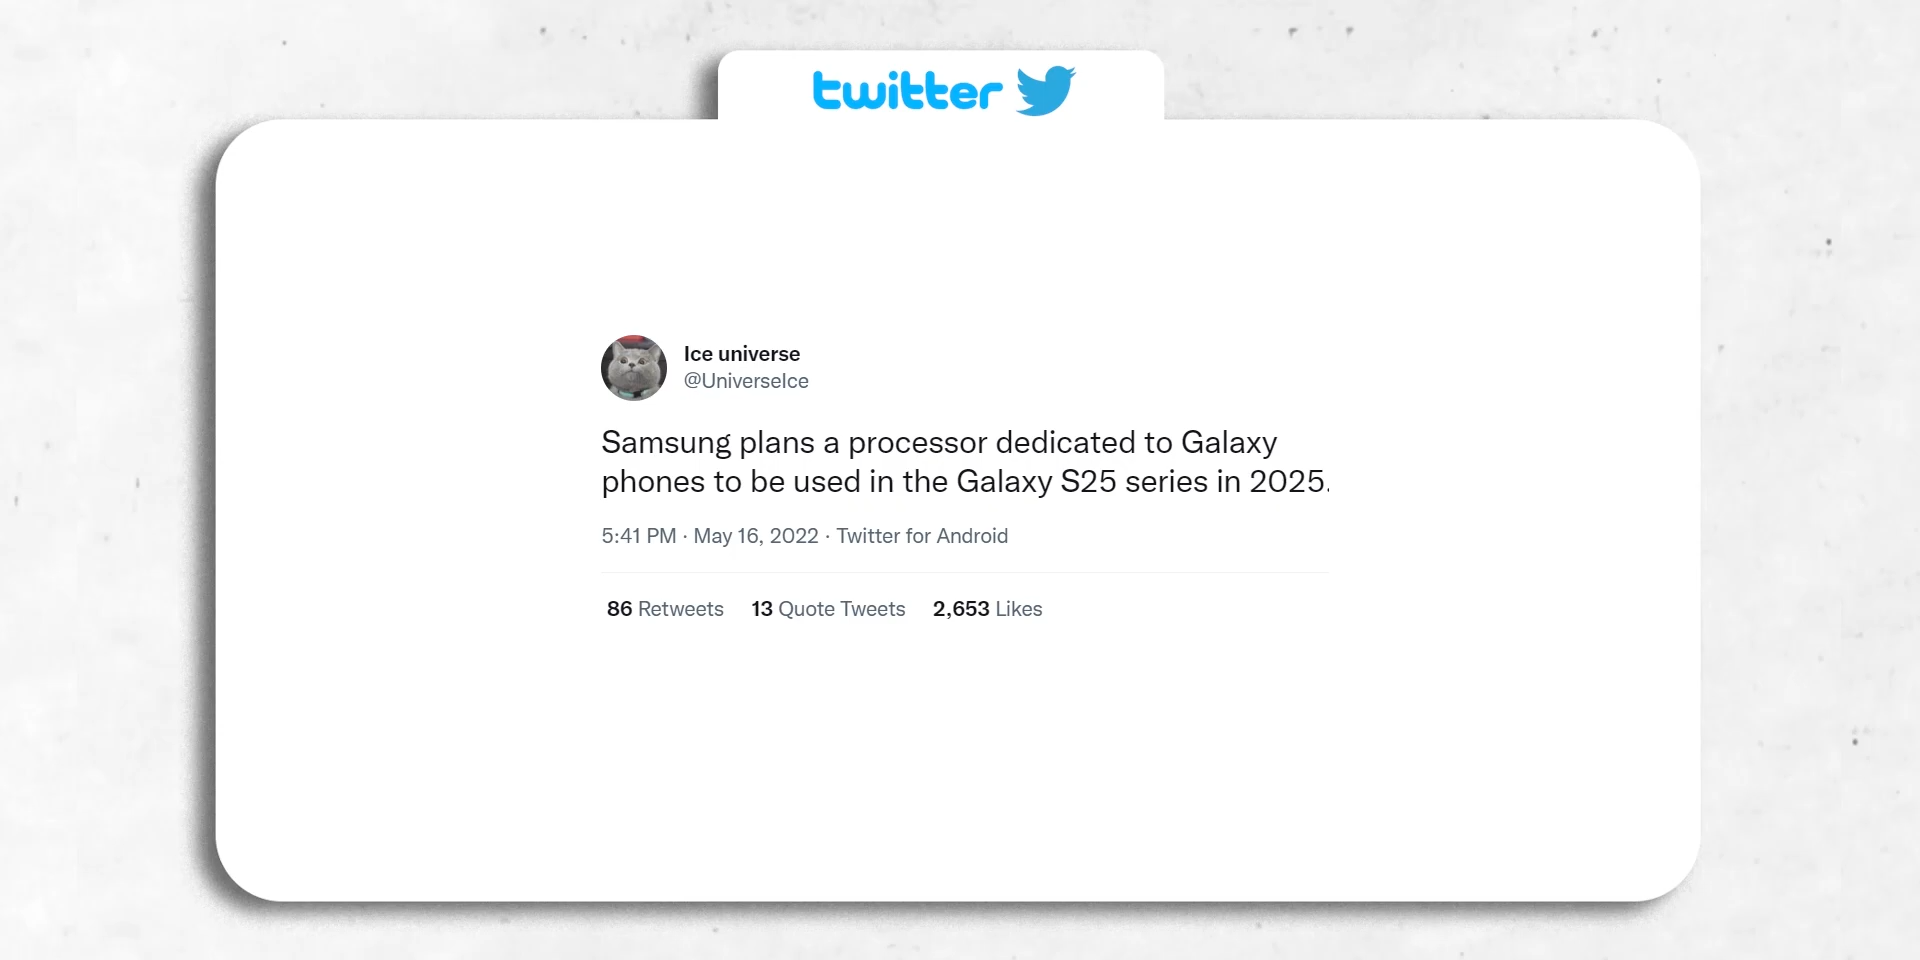 twitter
Ice universe
@UniverseIce
Samsung plans a processor dedicated to Galaxy
phones to be used in the Galaxy S25 series in 2025.
5:41 PM · May 16, 2022 · Twitter for Android
86 Retweets 13 Quote Tweets 2,653 Likes